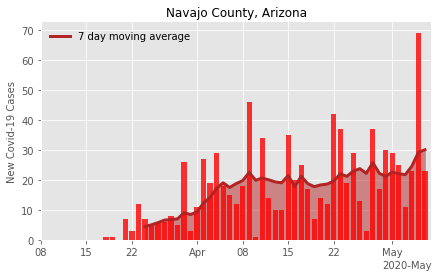 Navajo County, Arizona
7 day moving average
New Covid-19 Cases
70
60
50
40
30
20
10
0
08 15 22 Apr 08 15 22 May
2020-May